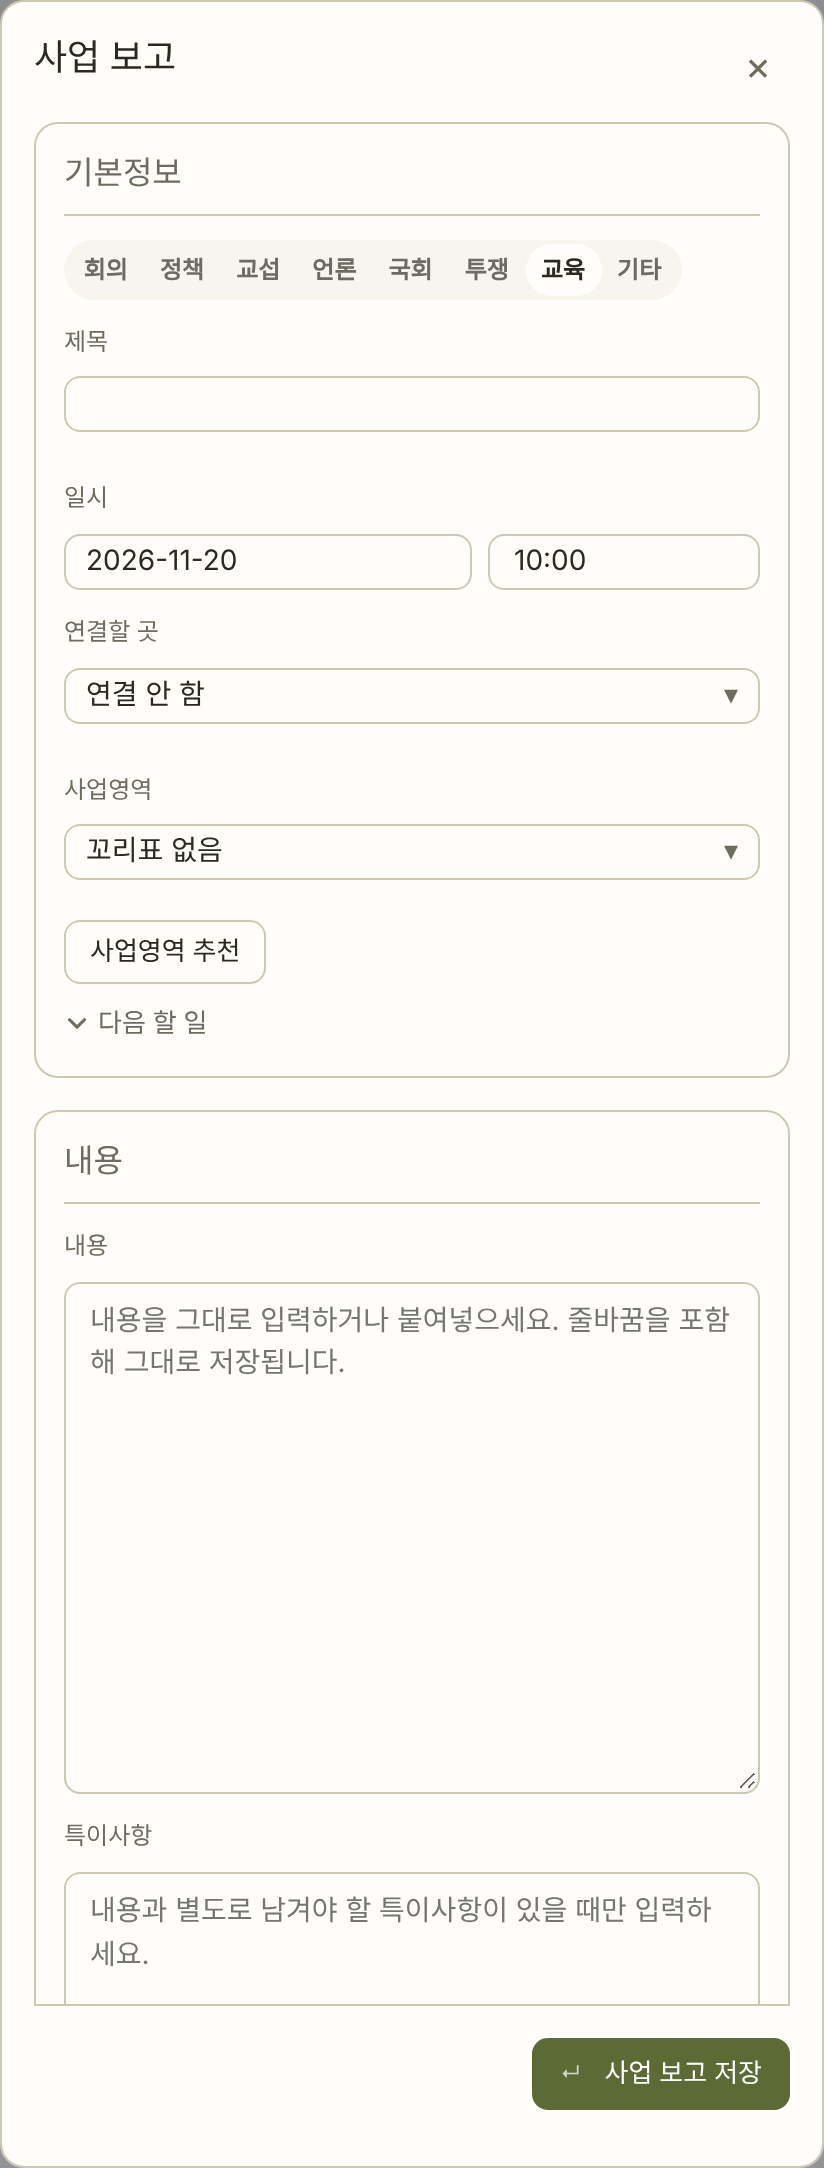 사업 보고
✕
기본정보
회의 정책 교섭 언론 국회 투쟁 교육 기타
제목
일시
2026-11-20 10:00
연결할 곳
연결 안 함 ▼
사업영역
꼬리표 없음 ▼
사업영역 추천
다음 할 일
내용
내용
내용을 그대로 입력하거나 붙여넣으세요. 줄바꿈을 포함
해 그대로 저장됩니다.
특이사항
내용과 별도로 남겨야 할 특이사항이 있을 때만 입력하
세요.
↵ 사업 보고 저장